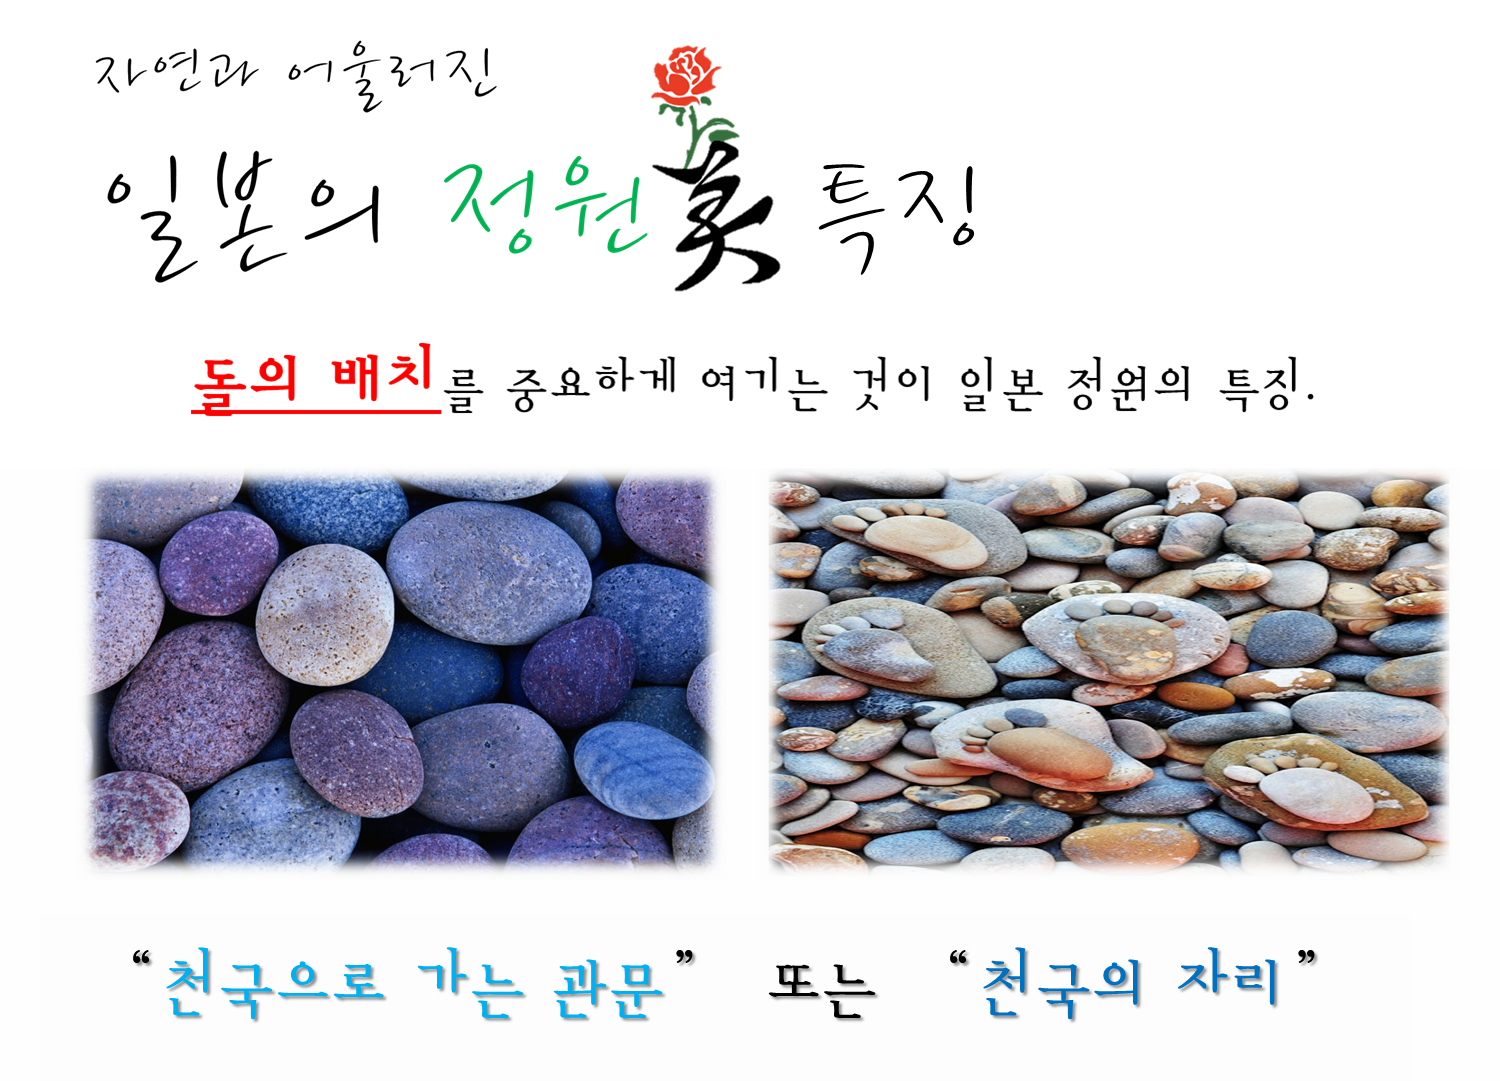 자연과 어울러진
일본의 정원美 특징
돌의 배치를 중요하게 여기는 것이 일본 정원의 특징.
“천국으로 가는 관문” 또는 “천국의 자리”